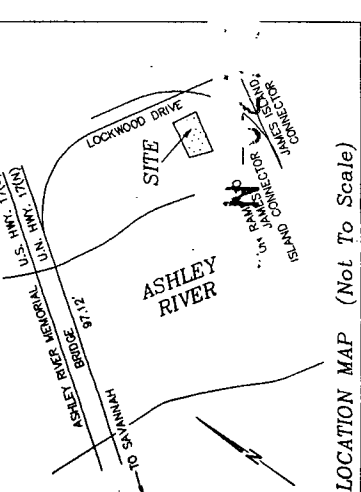 U.S. HWY. 17(S)
U.N. HWY. 17(N)
ASHLEY RIVER MEMORIAL
BRIDGE
97.12'
TO SAVANNAH
LOCKWOOD DRIVE
SITE
ASHLEY
RIVER
JAMES ISLAND
CONNECTOR
RAMP
JAMES
ISLAND CONNECTOR
N
LOCATION MAP (Not To Scale)